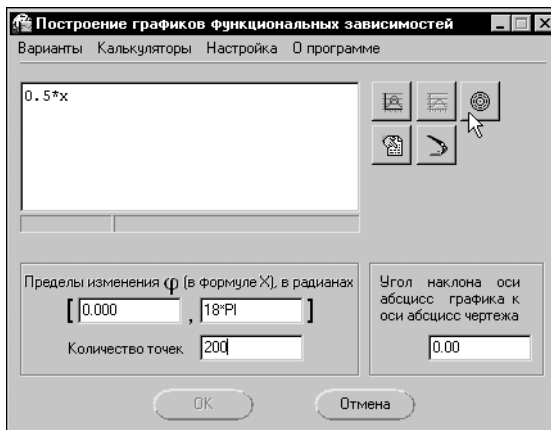 Построение графиков функциональных зависимостей
Варианты Калькуляторы Настройка О программе
0.5*x
Пределы изменения φ (в формуле X), в радианах
[ 0.000 , 18*PI ]
Количество точек 200
Угол наклона оси
абсцисс графика к
оси абсцисс чертежа
0.00
OK Отмена